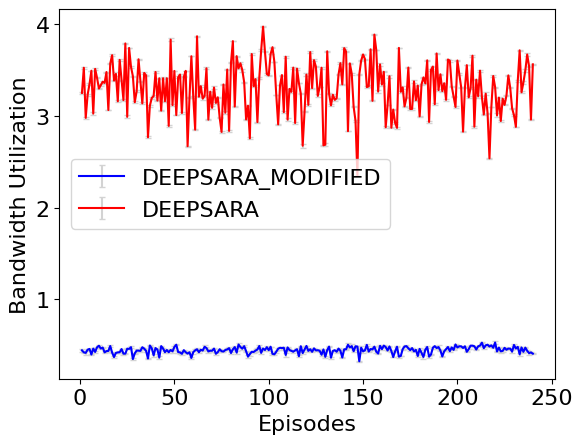 4
3
2
1
Bandwidth Utilization
DEEPSARA_MODIFIED
DEEPSARA
0 50 100 150 200 250
Episodes